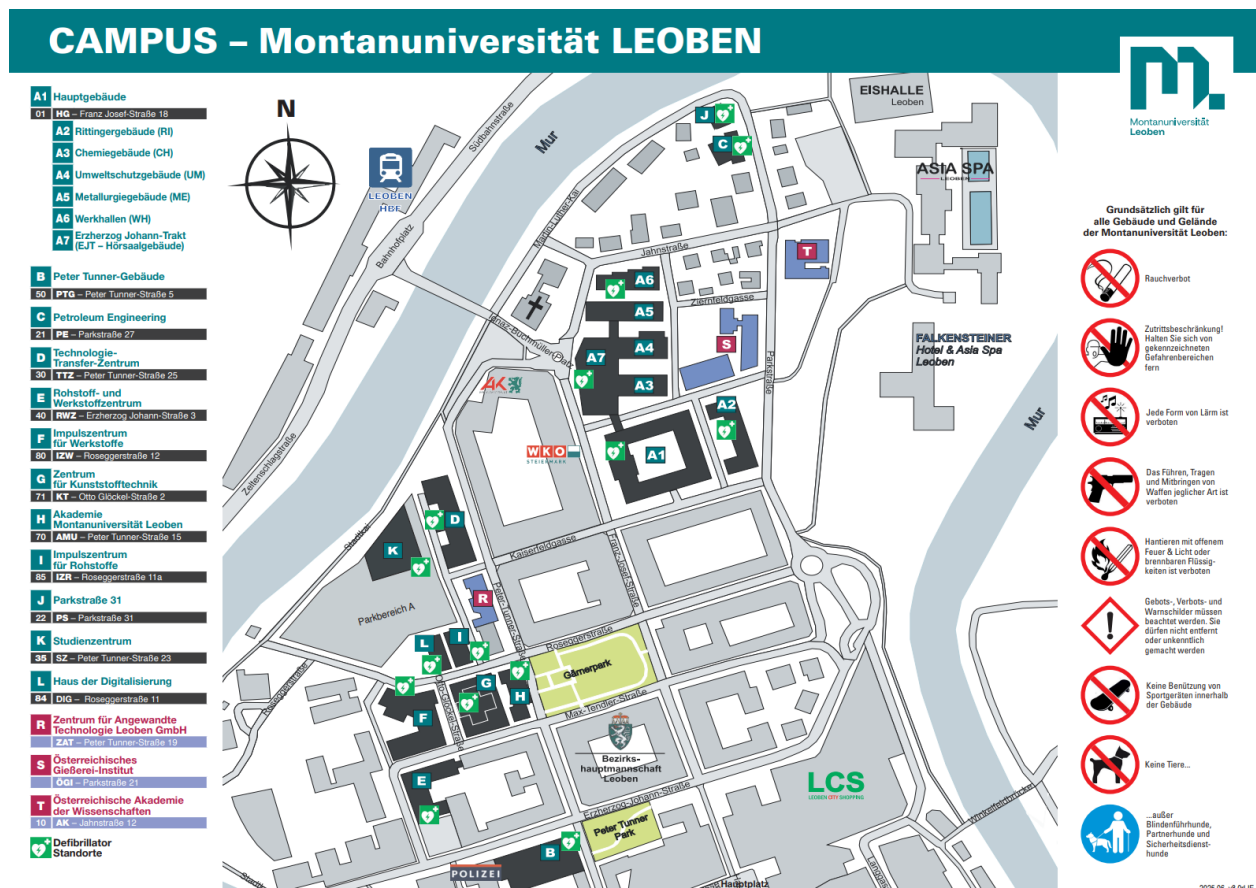 CAMPUS – Montanuniversität LEOBEN
Montanuniversität
Leoben
A1 Hauptgebäude
01 HG – Franz Josef-Straße 18
A2 Rittingergebäude (RI)
A3 Chemiegebäude (CH)
A4 Umweltschutzgebäude (UM)
A5 Metallurgiegebäude (ME)
A6 Werkhallen (WH)
A7 Erzherzog Johann-Trakt
(EJT – Hörsaalgebäude)
B Peter Tunner-Gebäude
50 PTG – Peter Tunner-Straße 5
C Petroleum Engineering
21 PE – Parkstraße 27
D Technologie-
Transfer-Zentrum
30 TTZ – Peter Tunner-Straße 25
E Rohstoff- und
Werkstoffzentrum
40 RWZ – Erzherzog Johann-Straße 3
F Impulszentrum
für Werkstoffe
80 IZW – Roseggerstraße 12
G Zentrum
für Kunststofftechnik
71 KT – Otto Glöckel-Straße 2
H Akademie
Montanuniversität Leoben
70 AMU – Peter Tunner-Straße 15
I Impulszentrum
für Rohstoffe
85 IZR – Roseggerstraße 11a
J Parkstraße 31
22 PS – Parkstraße 31
K Studienzentrum
35 SZ – Peter Tunner-Straße 23
L Haus der Digitalisierung
84 DIG – Roseggerstraße 11
R Zentrum für Angewandte
Technologie Leoben GmbH
ZAT – Peter Tunner-Straße 19
S Österreichisches
Gießerei-Institut
ÖGI – Parkstraße 21
T Österreichische Akademie
der Wissenschaften
10 AK – Jahnstraße 12
Defibrillator
Standorte
N
LEOBEN
HBF
Südbahnstraße
Mur
Bahnhofplatz
Martin-Luther-Kai
J
C
EISHALLE
Leoben
ASIA SPA
LEOBEN
Jahnstraße
T
A6
A5
Ziernfeldgasse
Ignaz-Buchmüller-Platz
A4
A7
S
A3
Parkstraße
FALKENSTEINER
Hotel & Asia Spa
Leoben
AK
A2
Mur
WKO
STEIERMARK
A1
Zeltenschlagstraße
Stadtkai
D
K
Kaiserfeldgasse
Franz-Josef-Straße
Peter-Tunner-Straße
R
Parkbereich A
L
I
Roseggerstraße
Roseggerstraße
Gärnerpark
Otto-Glöckel-Straße
G
H
F
Max-Tendler-Straße
Bezirks-
hauptmannschaft
Leoben
E
LCS
LEOBEN CITY SHOPPING
Erzherzog-Johann-Straße
Peter Tunner
Park
B
POLIZEI
Hauptplatz
Winkelfeldbrücke
Grundsätzlich gilt für
alle Gebäude und Gelände
der Montanuniversität Leoben:
Rauchverbot
Zutrittsbeschränkung!
Halten Sie sich von
gekennzeichneten
Gefahrenbereichen
fern
Jede Form von Lärm ist
verboten
Das Führen, Tragen
und Mitbringen von
Waffen jeglicher Art ist
verboten
Hantieren mit offenem
Feuer & Licht oder
brennbaren Flüssig-
keiten ist verboten
Gebots-, Verbots- und
Warnschilder müssen
beachtet werden. Sie
dürfen nicht entfernt
oder unkenntlich
gemacht werden
Keine Benützung von
Sportgeräten innerhalb
der Gebäude
Keine Tiere...
...außer
Blindenführhunde,
Partnerhunde und
Sicherheitsdienst-
hunde